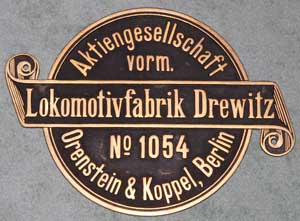 Aktiengesellschaft
vorm.
Lokomotivfabrik Drewitz
Nº 1054
Orenstein & Koppel, Berlin